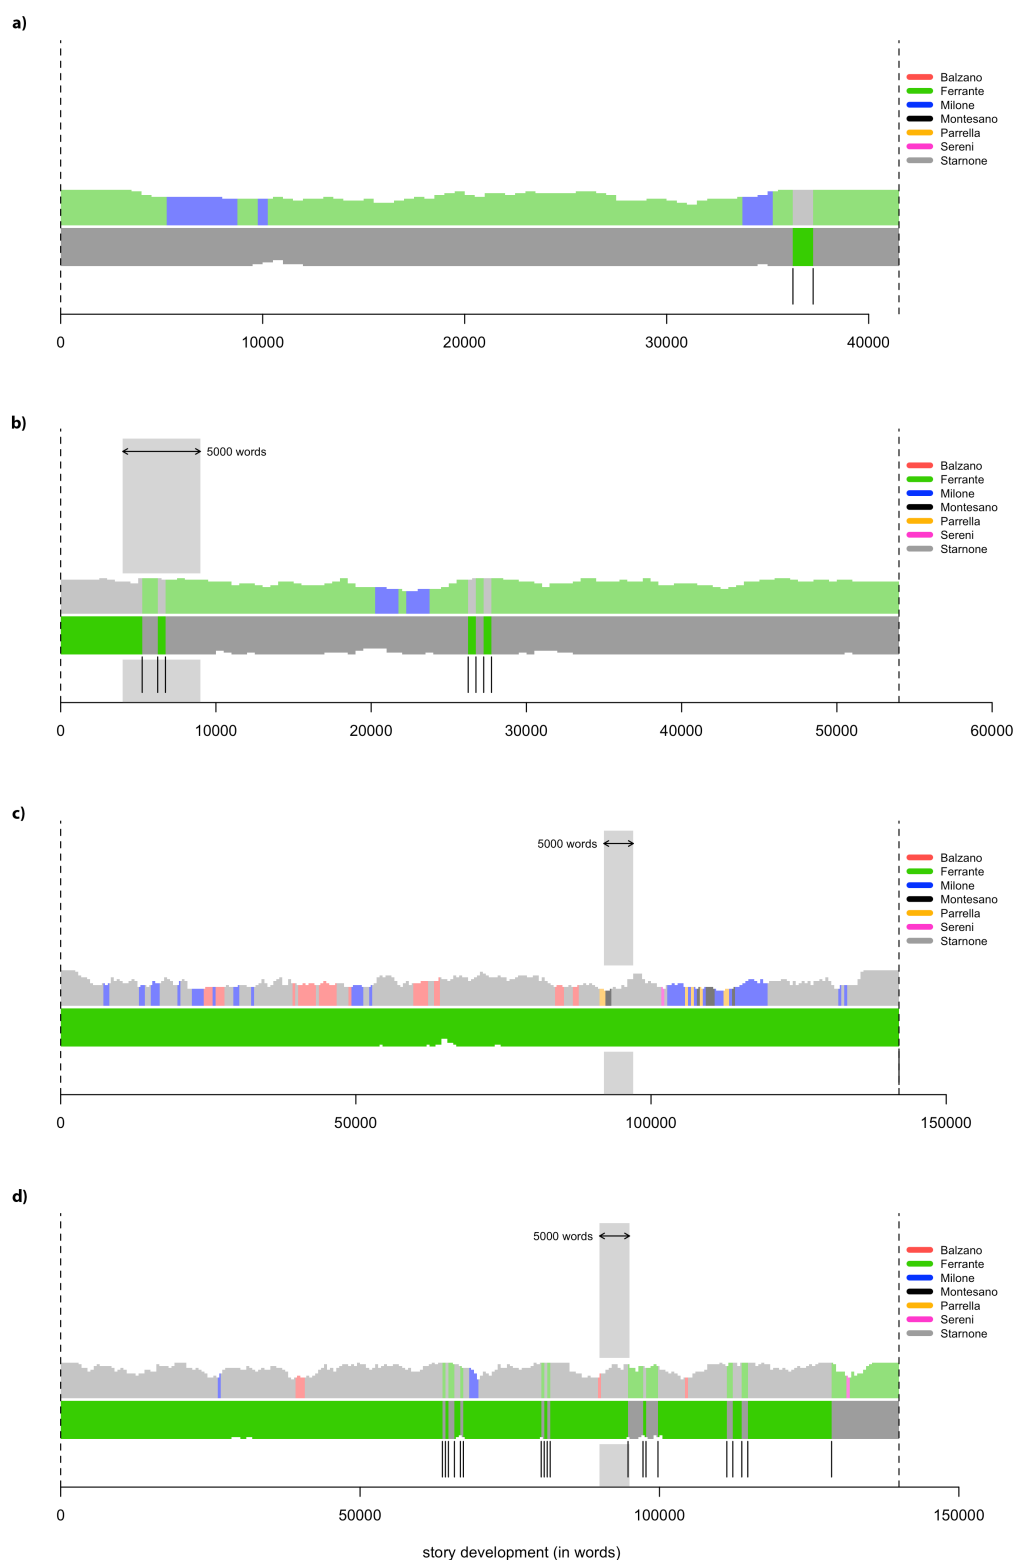 a)
Balzano
Ferrante
Milone
Montesano
Parrella
Sereni
Starnone
0 10000 20000 30000 40000
b)
5000 words
Balzano
Ferrante
Milone
Montesano
Parrella
Sereni
Starnone
0 10000 20000 30000 40000 50000 60000
c)
5000 words
Balzano
Ferrante
Milone
Montesano
Parrella
Sereni
Starnone
0 50000 100000 150000
d)
5000 words
Balzano
Ferrante
Milone
Montesano
Parrella
Sereni
Starnone
0 50000 100000 150000
story development (in words)